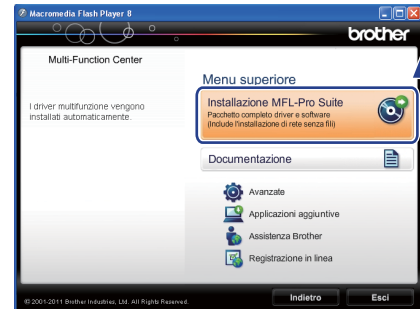 Macromedia Flash Player 8
brother
Multi-Function Center
I driver multifunzione vengono
installati automaticamente.
Menu superiore
Installazione MFL-Pro Suite
Pacchetto completo driver e software
(Include l'installazione di rete senza fili)
Documentazione
Avanzate
Applicazioni aggiuntive
Assistenza Brother
Registrazione in linea
© 2001-2011 Brother Industries, Ltd. All Rights Reserved.
Indietro
Esci